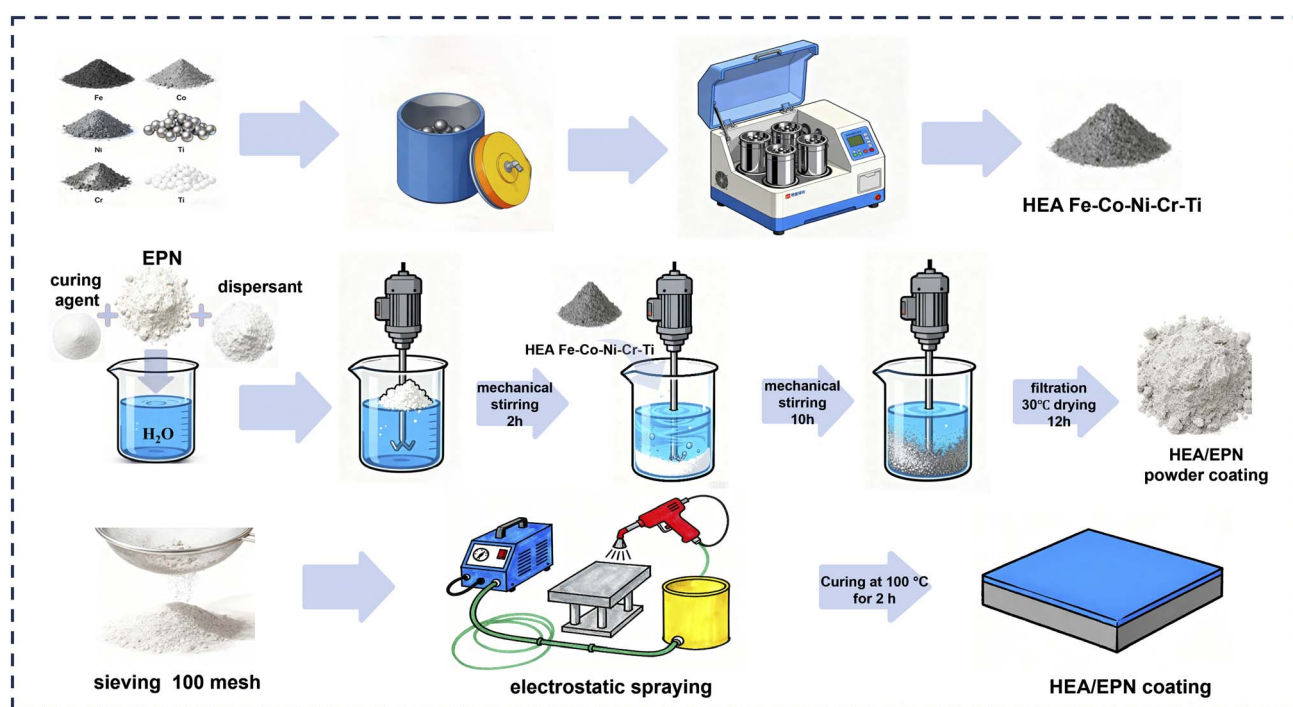 Fe
Co
Ni
Ti
Cr
Ti
HEA Fe-Co-Ni-Cr-Ti
EPN
curing
agent
dispersant
H₂O
mechanical
stirring
2h
HEA Fe-Co-Ni-Cr-Ti
mechanical
stirring
10h
filtration
30℃ drying
12h
HEA/EPN
powder coating
sieving 100 mesh
electrostatic spraying
Curing at 100 °C
for 2 h
HEA/EPN coating